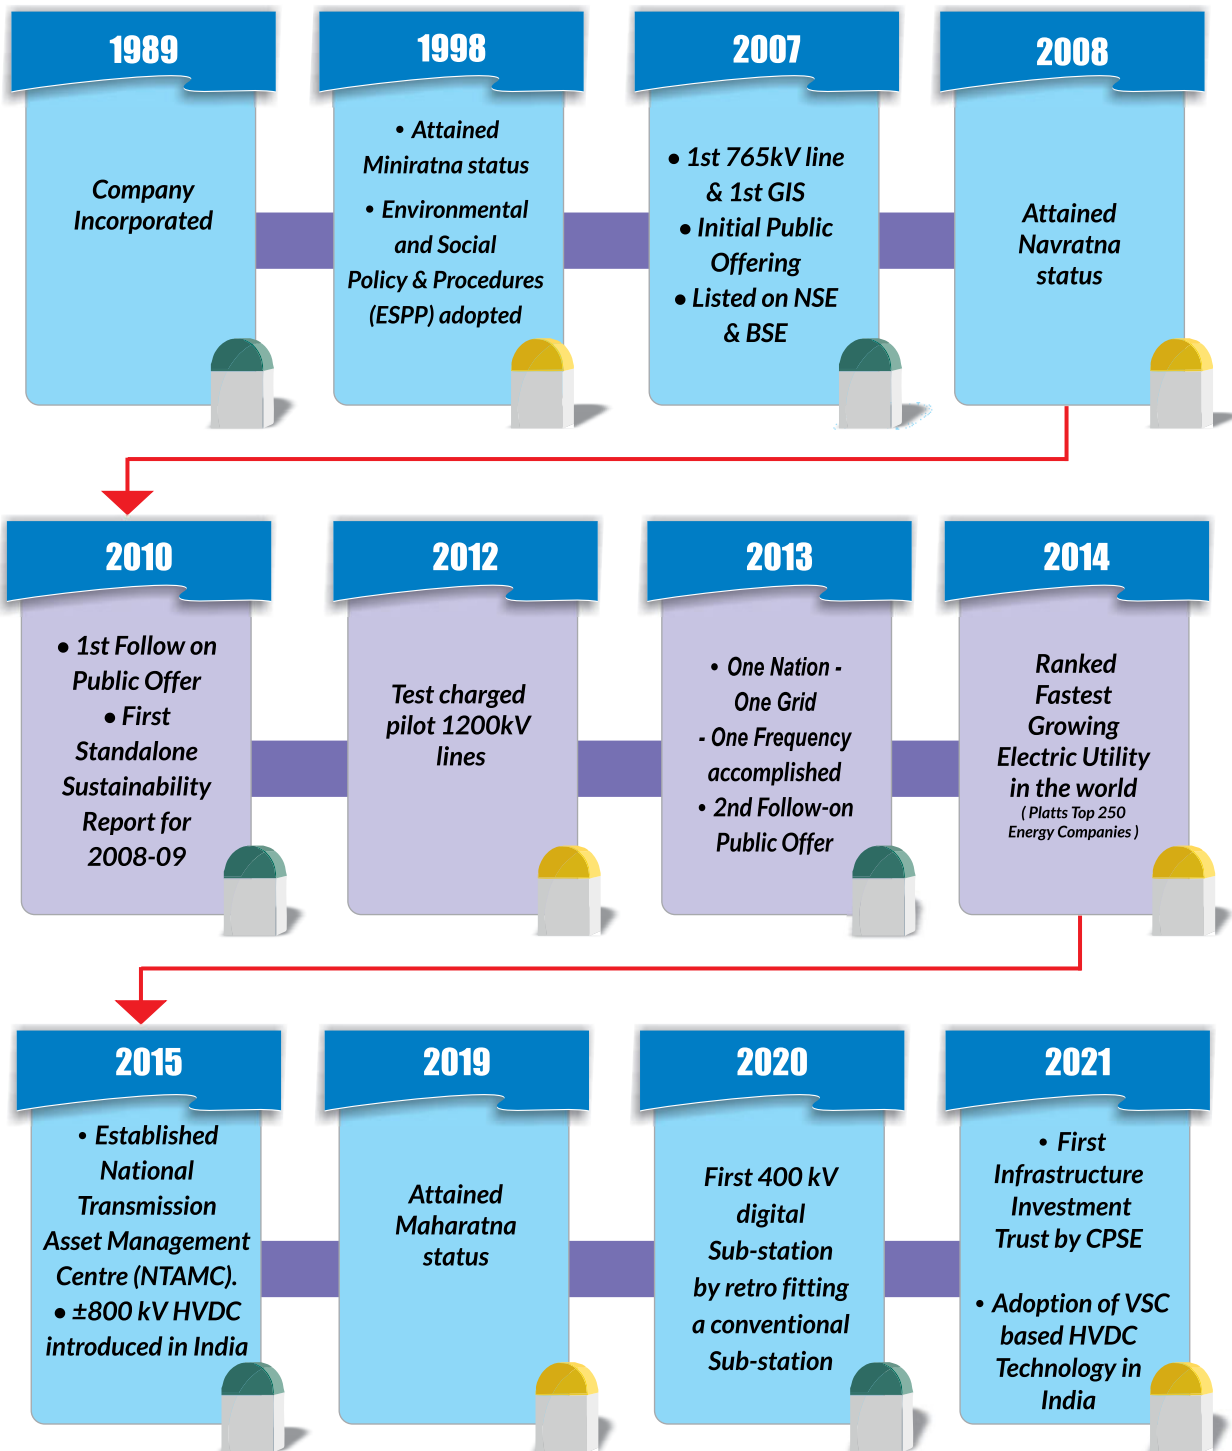 1989
Company
Incorporated
1998
• Attained
Miniratna status
• Environmental
and Social
Policy & Procedures
(ESPP) adopted
2007
● 1st 765kV line
& 1st GIS
● Initial Public
Offering
● Listed on NSE
& BSE
2008
Attained
Navratna
status
2010
● 1st Follow on
Public Offer
● First
Standalone
Sustainability
Report for
2008-09
2012
Test charged
pilot 1200kV
lines
2013
• One Nation -
One Grid
- One Frequency
accomplished
• 2nd Follow-on
Public Offer
2014
Ranked
Fastest
Growing
Electric Utility
in the world
( Platts Top 250
Energy Companies )
2015
• Established
National
Transmission
Asset Management
Centre (NTAMC).
● ±800 kV HVDC
introduced in India
2019
Attained
Maharatna
status
2020
First 400 kV
digital
Sub-station
by retro fitting
a conventional
Sub-station
2021
• First
Infrastructure
Investment
Trust by CPSE
• Adoption of VSC
based HVDC
Technology in
India